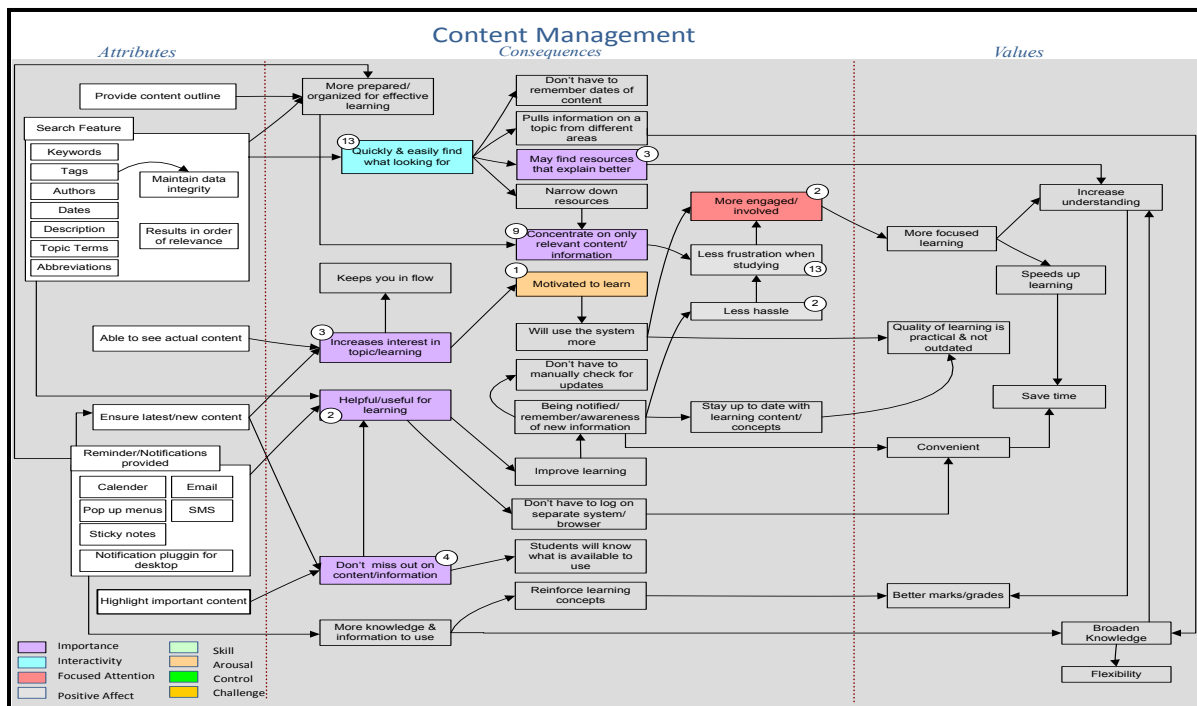 Content Management
Attributes
Consequences
Values
Provide content outline
Search Feature
Keywords
Tags
Authors
Dates
Description
Topic Terms
Abbreviations
Maintain data
integrity
Results in order
of relevance
Able to see actual content
Ensure latest/new content
Reminder/Notifications
provided
Calender
Email
Pop up menus
SMS
Sticky notes
Notification pluggin for
desktop
Highlight important content
More prepared/
organized for effective
learning
13
Quickly & easily find
what looking for
Keeps you in flow
3
Increases interest in
topic/learning
Helpful/useful for
learning
2
4
Don't miss out on
content/information
More knowledge &
information to use
Don't have to
remember dates of
content
Pulls information on a
topic from different
areas
3
May find resources
that explain better
Narrow down
resources
9
Concentrate on only
relevant content/
information
1
Motivated to learn
Will use the system
more
Don't have to
manually check for
updates
Being notified/
remember/awareness
of new information
Improve learning
Don't have to log on
separate system/
browser
Students will know
what is available to
use
Reinforce learning
concepts
2
More engaged/
involved
Less frustration when
studying
13
2
Less hassle
Stay up to date with
learning content/
concepts
Increase
understanding
More focused
learning
Speeds up
learning
Quality of learning is
practical & not
outdated
Save time
Convenient
Better marks/grades
Broaden
Knowledge
Flexibility
Importance
Interactivity
Focused Attention
Positive Affect
Skill
Arousal
Control
Challenge